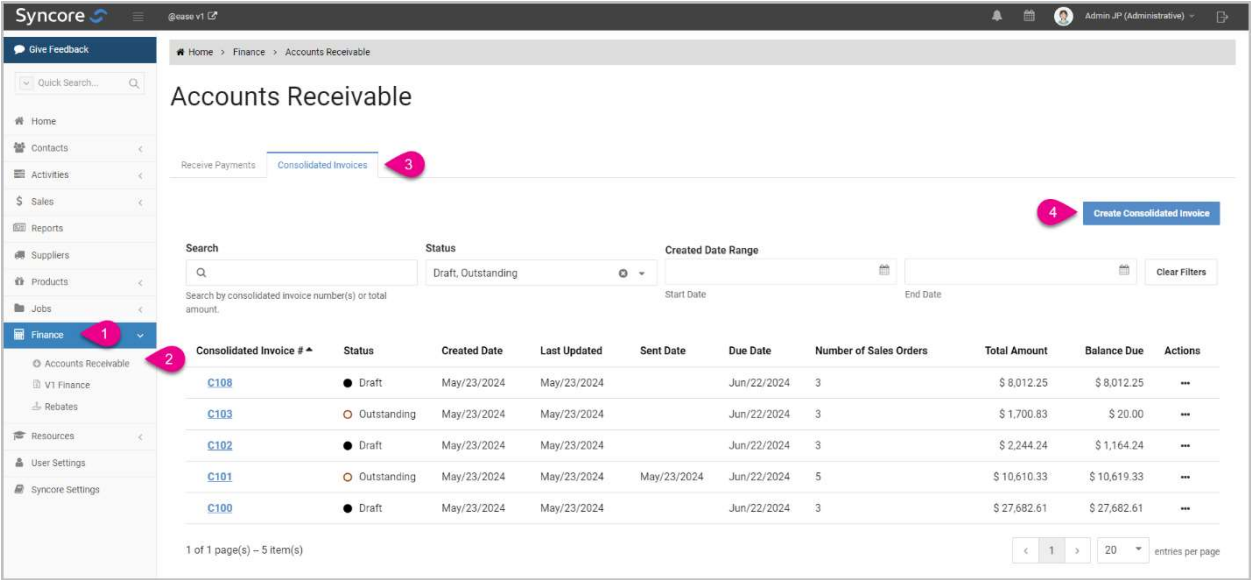 Syncore
@ease v1
Admin JP (Administrative)
Give Feedback
Home > Finance > Accounts Receivable
Quick Search...
Accounts Receivable
Home
Contacts
Activities
Sales
Reports
Suppliers
Products
Jobs
Finance
1
Accounts Receivable
2
V1 Finance
Rebates
Resources
User Settings
Syncore Settings
Receive Payments Consolidated Invoices 3
4 Create Consolidated Invoice
Search Status Created Date Range
Draft, Outstanding Clear Filters
Search by consolidated invoice number(s) or total
amount.
Start Date End Date
Consolidated Invoice # Status Created Date Last Updated Sent Date Due Date Number of Sales Orders Total Amount Balance Due Actions
C108 Draft May/23/2024 May/23/2024 Jun/22/2024 3 $ 8,012.25 $ 8,012.25
C103 Outstanding May/23/2024 May/23/2024 Jun/22/2024 3 $ 1,700.83 $ 20.00
C102 Draft May/23/2024 May/23/2024 Jun/22/2024 3 $ 2,244.24 $ 1,164.24
C101 Outstanding May/23/2024 May/23/2024 May/23/2024 Jun/22/2024 5 $ 10,610.33 $ 10,619.33
C100 Draft May/23/2024 May/23/2024 Jun/22/2024 3 $ 27,682.61 $ 27,682.61
1 of 1 page(s) – 5 item(s)
< 1 > 20 entries per page